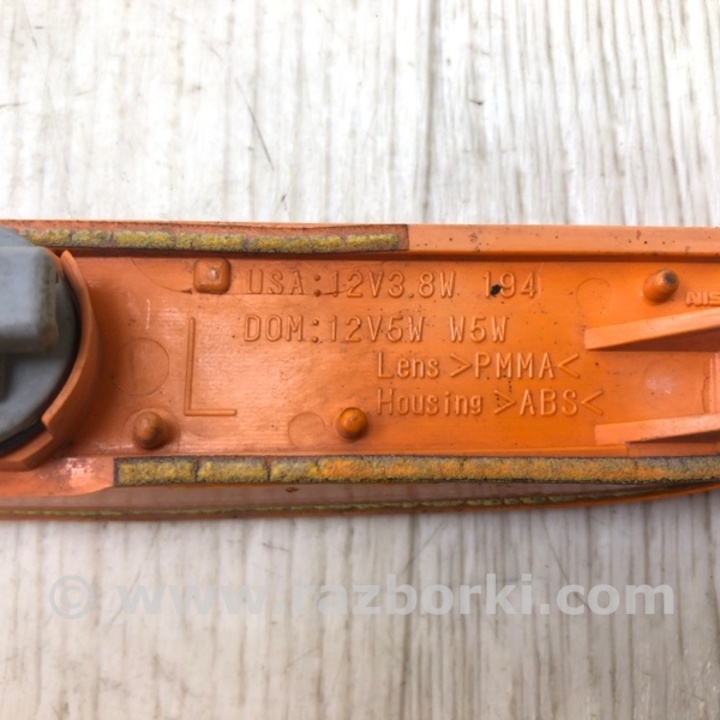 USA:12V3.8W 194
NIS
DOM:12V5W W5W
Lens >PMMA<
L
Housing >ABS<
© www.razborki.com